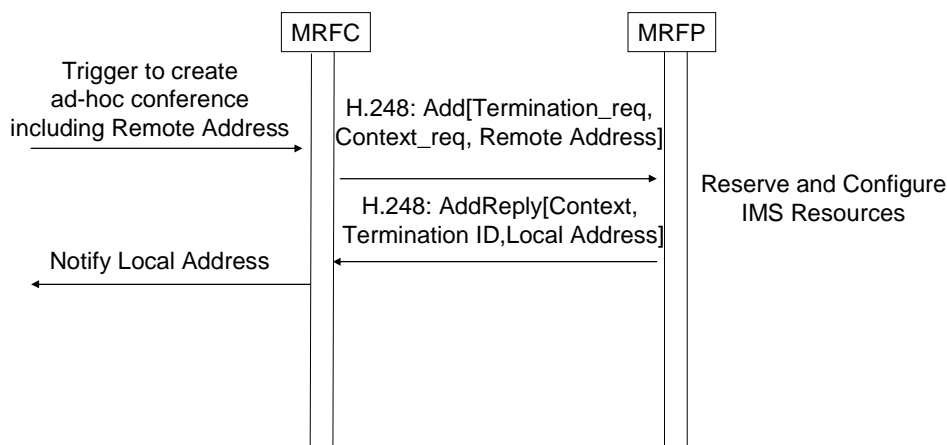 MRFC
MRFP
Trigger to create
ad-hoc conference
including Remote Address
H.248: Add[Termination_req,
Context_req, Remote Address]
Reserve and Configure
IMS Resources
H.248: AddReply[Context,
Termination ID,Local Address]
Notify Local Address